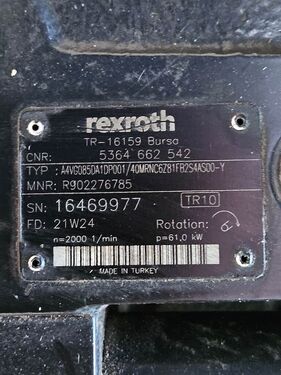 rexroth
TR-16159 Bursa
CNR: 5364 662 542
TYP: A4VG085DA1DP001/40MRNC6Z81FB2S4AS00-Y
MNR: R902276785
SN: 16469977 TR10
FD: 21W24 Rotation:
n=2000 1/min p=61,0 kW
MADE IN TURKEY